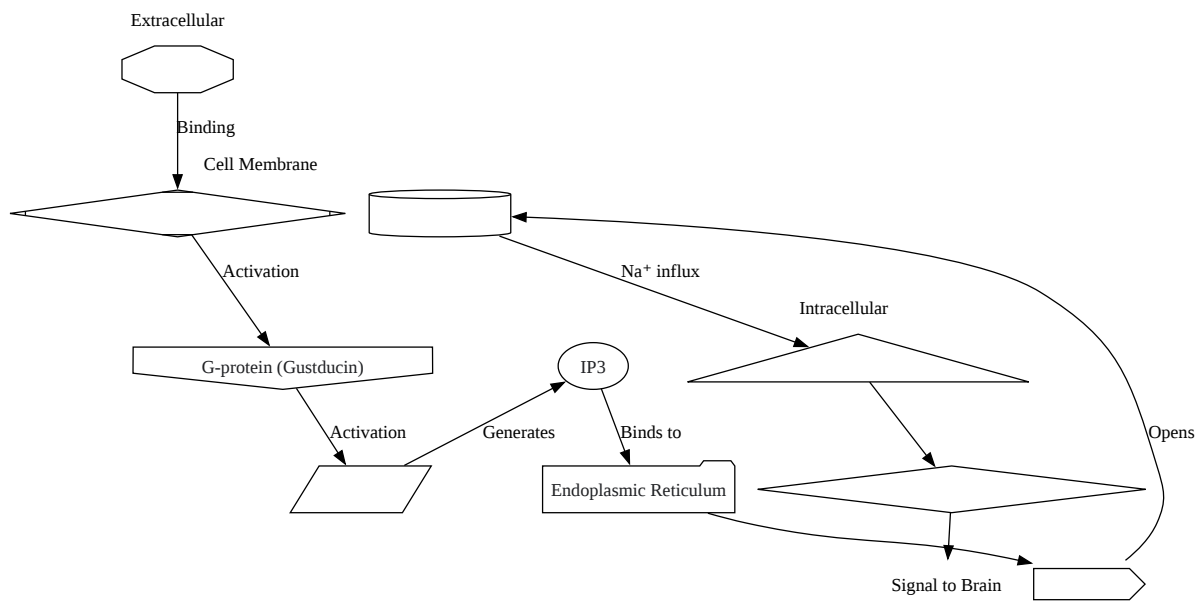 Extracellular
Binding
Cell Membrane
Activation
Na⁺ influx
Intracellular
G-protein (Gustducin)
IP3
Activation
Generates
Binds to
Opens
Endoplasmic Reticulum
Signal to Brain